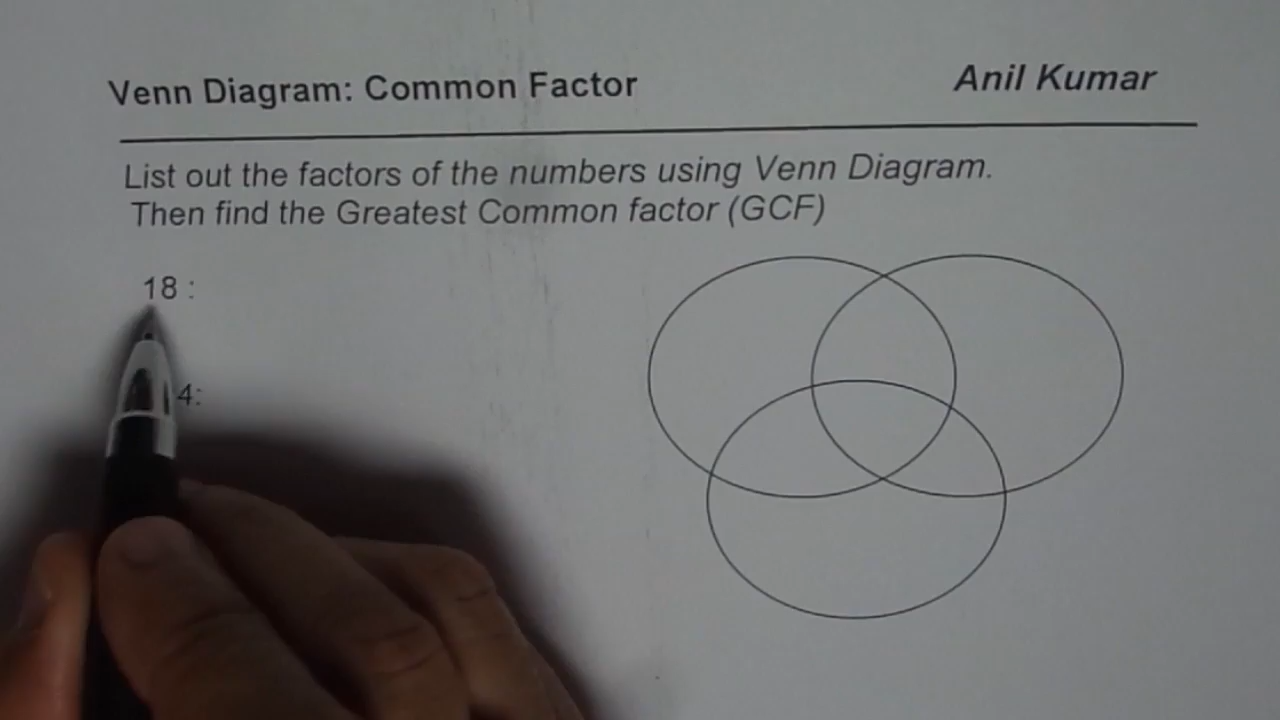 Venn Diagram: Common Factor
Anil Kumar
List out the factors of the numbers using Venn Diagram.
Then find the Greatest Common factor (GCF)
18 :
4: